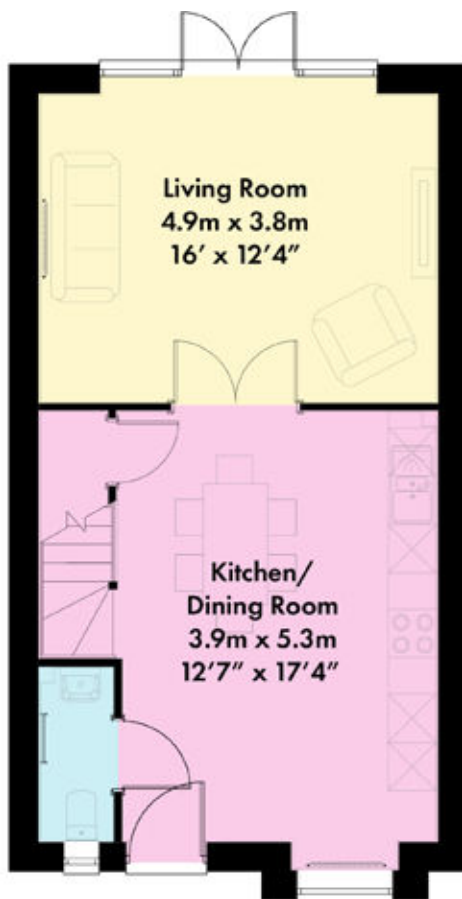 Living Room
4.9m x 3.8m
16’ x 12’4”
Kitchen/
Dining Room
3.9m x 5.3m
12’7” x 17’4”